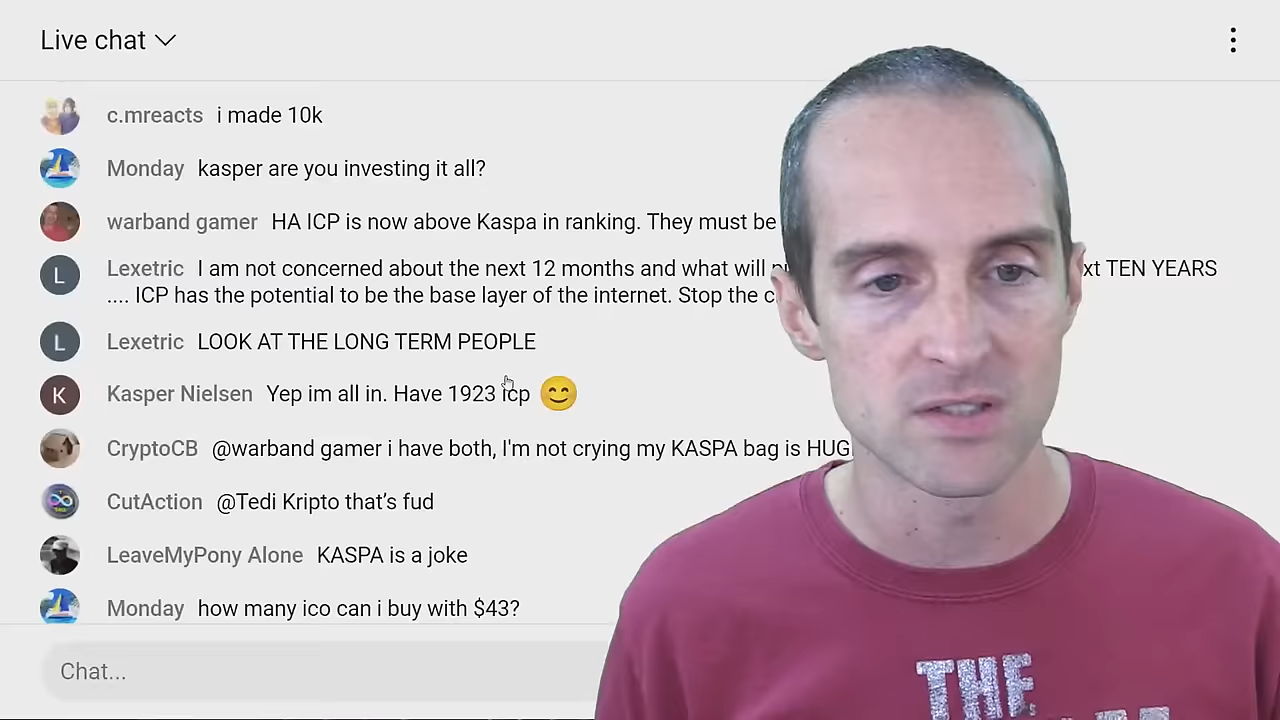 Live chat
c.mreacts i made 10k
Monday kasper are you investing it all?
warband gamer HA ICP is now above Kaspa in ranking. They must be
Lexetric I am not concerned about the next 12 months and what will TEN YEARS
.... ICP has the potential to be the base layer of the internet. Stop the
Lexetric LOOK AT THE LONG TERM PEOPLE
K Kasper Nielsen Yep im all in. Have 1923 icp 😊
CryptoCB @warband gamer i have both, I'm not crying my KASPA bag is
CutAction @Tedi Kripto that’s fud
LeaveMyPony Alone KASPA is a joke
Monday how many ico can i buy with $43?
Chat...
THE